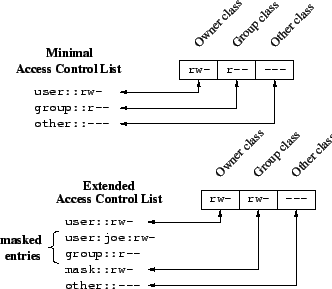 Owner class
Group class
Other class
Minimal
Access Control List
rw- r-- ---
user::rw-
group::r--
other::---
Owner class
Group class
Other class
Extended
Access Control List
rw- rw- ---
user::rw-
masked
entries
user:joe:rw-
group::r--
mask::rw-
other::---